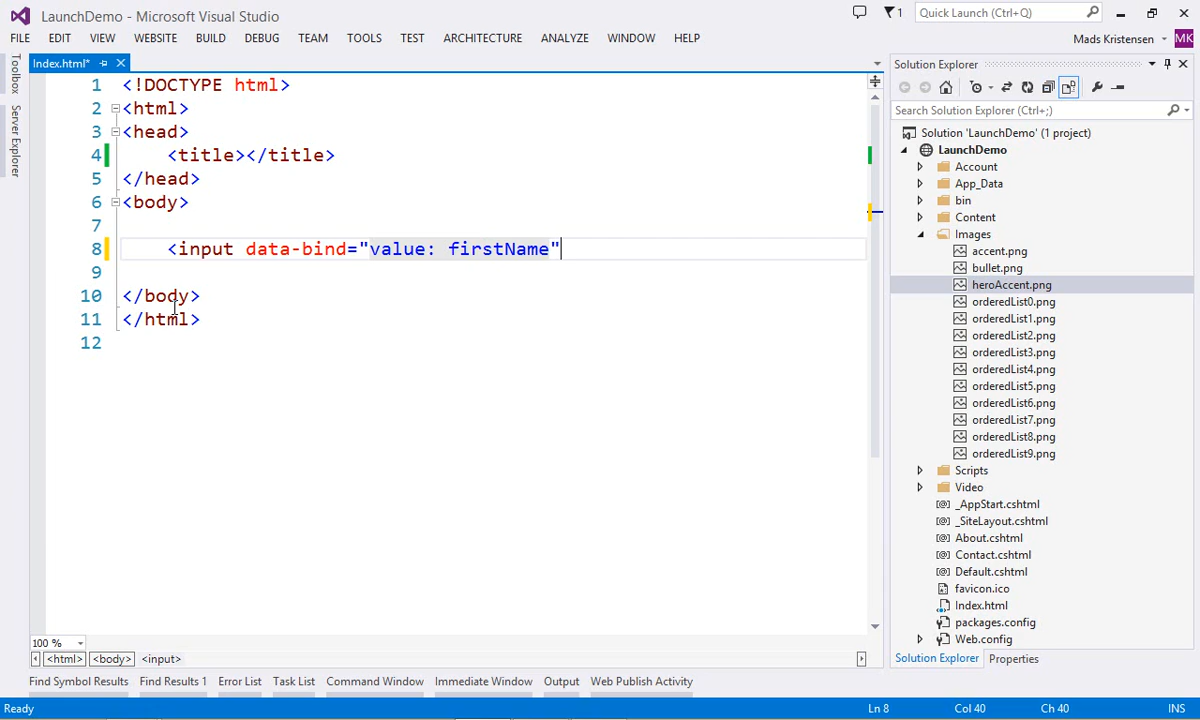 LaunchDemo - Microsoft Visual Studio
1
Quick Launch (Ctrl+Q)
FILE EDIT VIEW WEBSITE BUILD DEBUG TEAM TOOLS TEST ARCHITECTURE ANALYZE WINDOW HELP
Mads Kristensen MK
Toolbox
Server Explorer
Index.html*
1 <!DOCTYPE html>
2 <html>
3 <head>
4 <title></title>
5 </head>
6 <body>
7
8 <input data-bind="value: firstName"
9
10 </body>
11 </html>
12
100 %
<html> <body> <input>
Solution Explorer
Search Solution Explorer (Ctrl+;)
Solution 'LaunchDemo' (1 project)
LaunchDemo
Account
App_Data
bin
Content
Images
accent.png
bullet.png
heroAccent.png
orderedList0.png
orderedList1.png
orderedList2.png
orderedList3.png
orderedList4.png
orderedList5.png
orderedList6.png
orderedList7.png
orderedList8.png
orderedList9.png
Scripts
Video
_AppStart.cshtml
_SiteLayout.cshtml
About.cshtml
Contact.cshtml
Default.cshtml
favicon.ico
Index.html
packages.config
Web.config
Solution Explorer Properties
Find Symbol Results Find Results 1 Error List Task List Command Window Immediate Window Output Web Publish Activity
Ready Ln 8 Col 40 Ch 40 INS